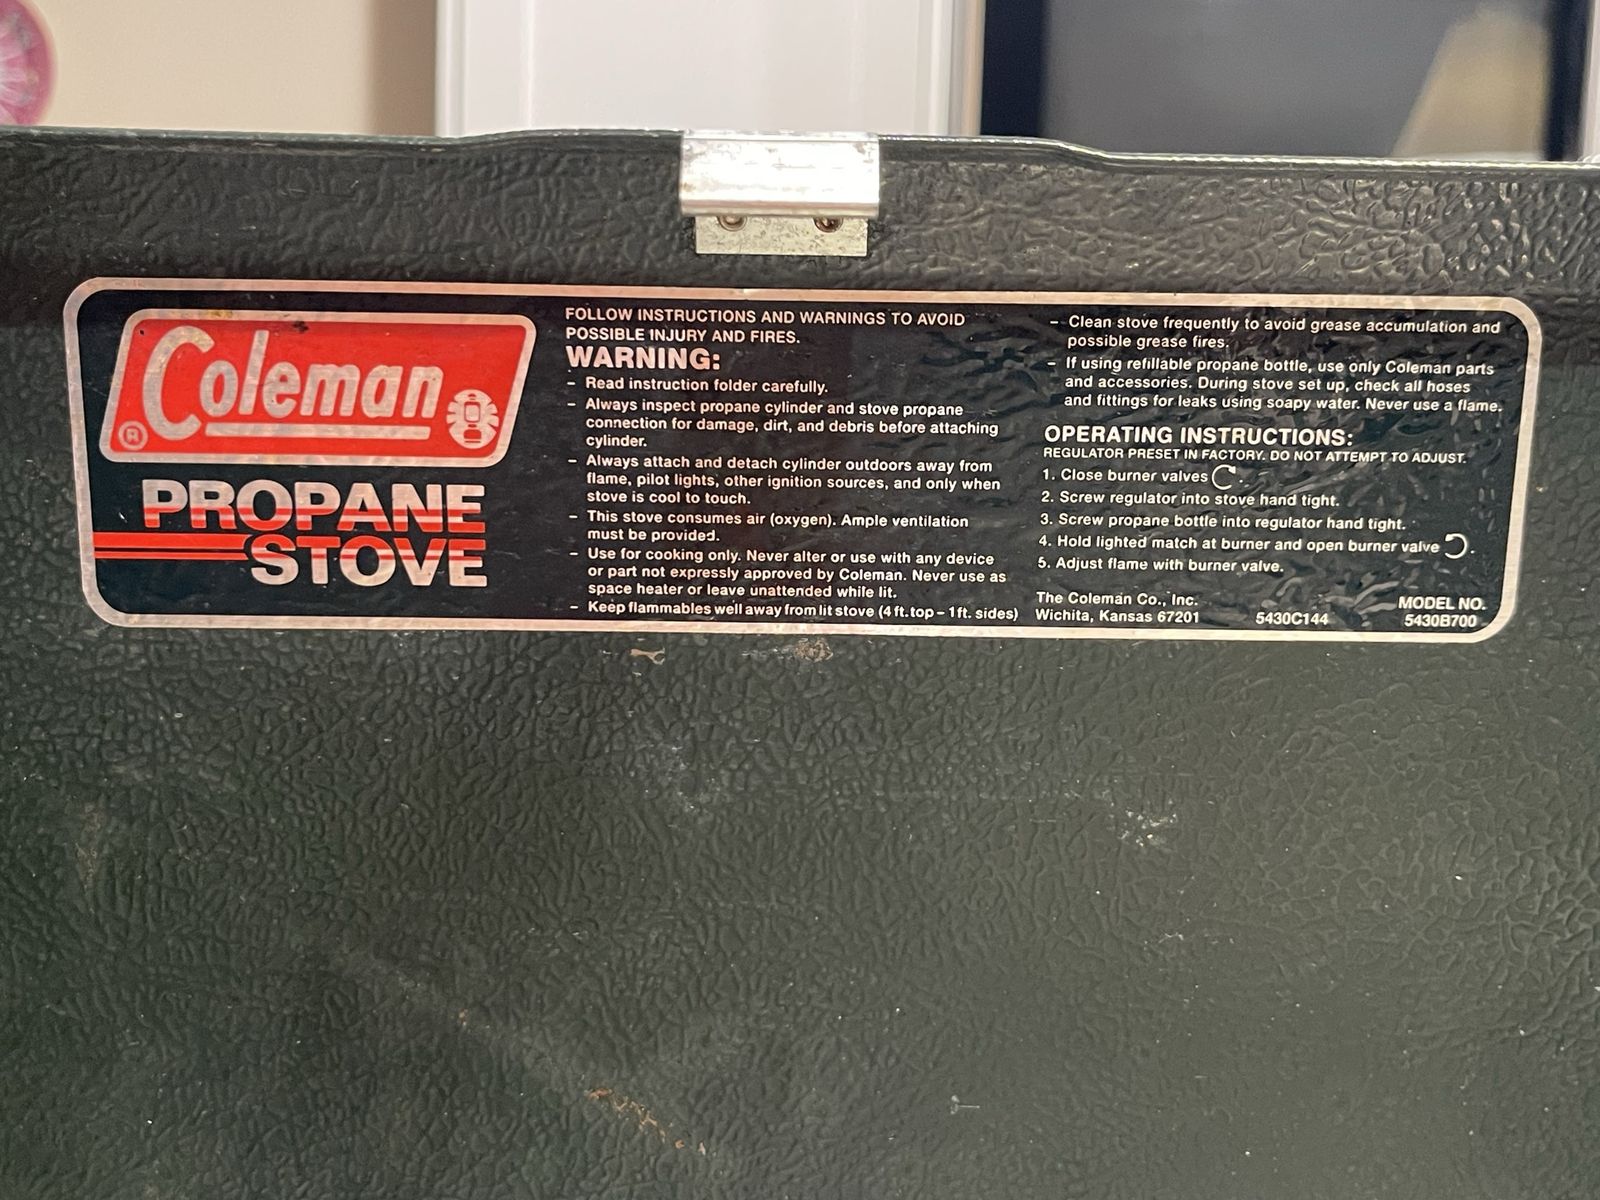 Coleman
®
PROPANE
STOVE
FOLLOW INSTRUCTIONS AND WARNINGS TO AVOID
POSSIBLE INJURY AND FIRES.
WARNING:
– Read instruction folder carefully.
– Always inspect propane cylinder and stove propane
connection for damage, dirt, and debris before attaching
cylinder.
– Always attach and detach cylinder outdoors away from
flame, pilot lights, other ignition sources, and only when
stove is cool to touch.
– This stove consumes air (oxygen). Ample ventilation
must be provided.
– Use for cooking only. Never alter or use with any device
or part not expressly approved by Coleman. Never use as
space heater or leave unattended while lit.
– Keep flammables well away from lit stove (4 ft. top – 1 ft. sides)
– Clean stove frequently to avoid grease accumulation and
possible grease fires.
– If using refillable propane bottle, use only Coleman parts
and accessories. During stove set up, check all hoses
and fittings for leaks using soapy water. Never use a flame.
OPERATING INSTRUCTIONS:
REGULATOR PRESET IN FACTORY. DO NOT ATTEMPT TO ADJUST.
1. Close burner valves .
2. Screw regulator into stove hand tight.
3. Screw propane bottle into regulator hand tight.
4. Hold lighted match at burner and open burner valve .
5. Adjust flame with burner valve.
The Coleman Co., Inc.
Wichita, Kansas 67201
5430C144
MODEL NO.
5430B700